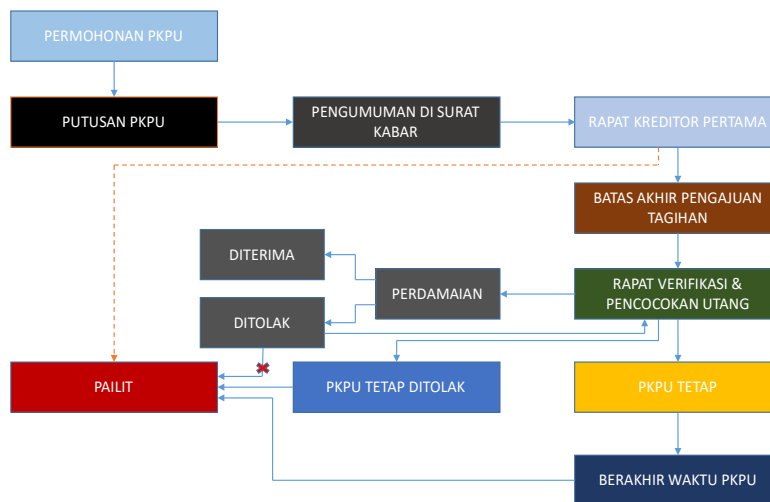 PERMOHONAN PKPU
PUTUSAN PKPU
PENGUMUMAN DI SURAT
KABAR
RAPAT KREDITOR PERTAMA
BATAS AKHIR PENGAJUAN
TAGIHAN
DITERIMA
PERDAMAIAN
RAPAT VERIFIKASI &
PENCOCOKAN UTANG
DITOLAK
PAILIT
PKPU TETAP DITOLAK
PKPU TETAP
BERAKHIR WAKTU PKPU